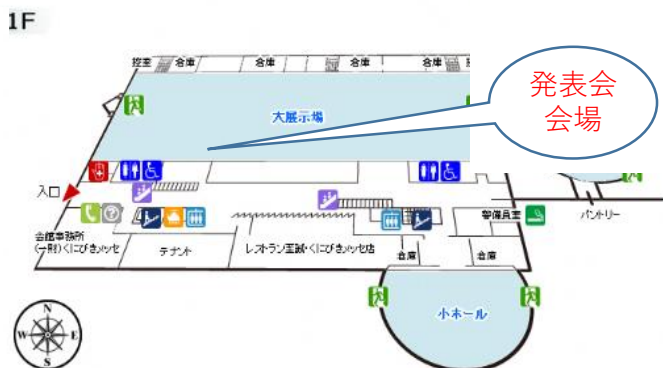 1F
控室
倉庫
倉庫
倉庫
倉庫
発表会
会場
大展示場
入口
警備員室
パントリー
会館事務所
(一財)くにびきメッセ
テナント
レストラン至誠・くにびきメッセ店
倉庫
倉庫
小ホール
N
W
E
S